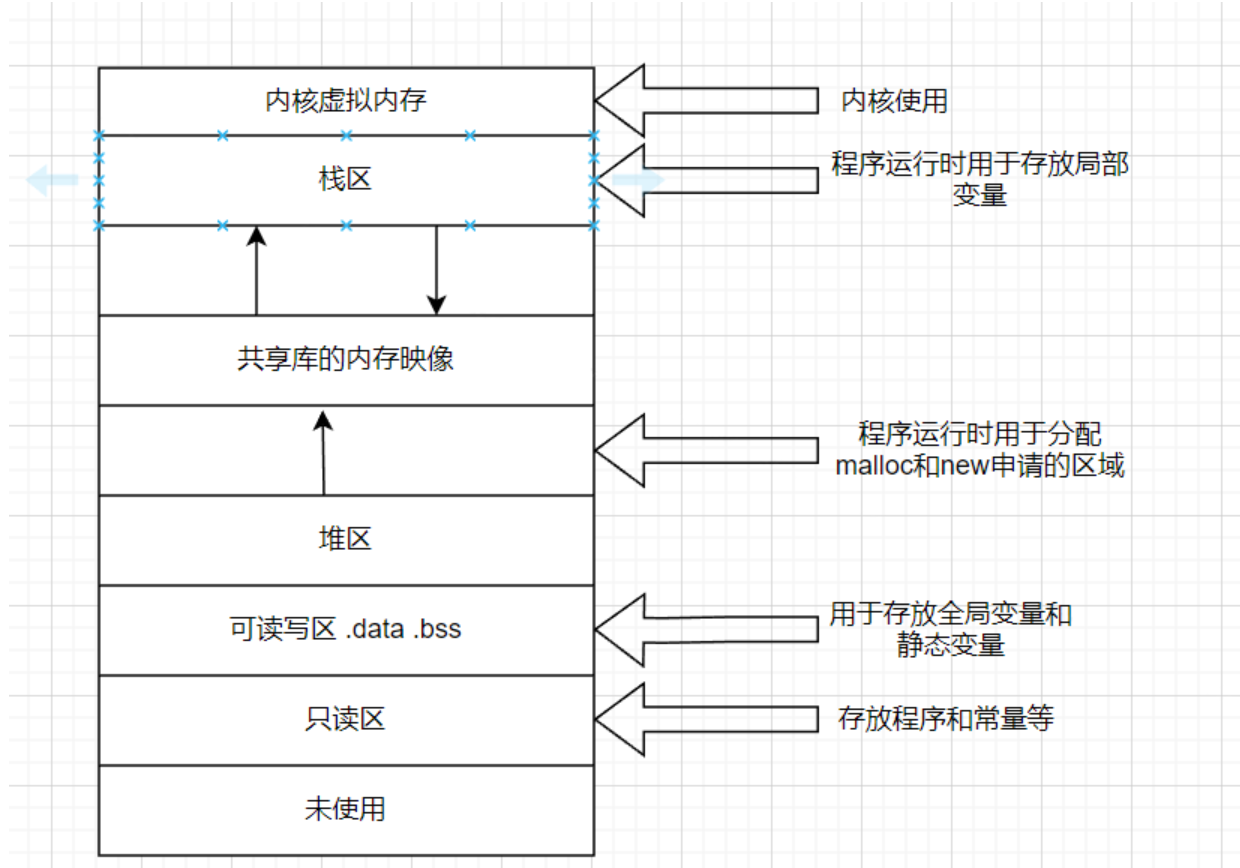 内核虚拟内存
内核使用
栈区
程序运行时用于存放局部
变量
共享库的内存映像
程序运行时用于分配
malloc和new申请的区域
堆区
可读写区 .data .bss
用于存放全局变量和
静态变量
只读区
存放程序和常量等
未使用